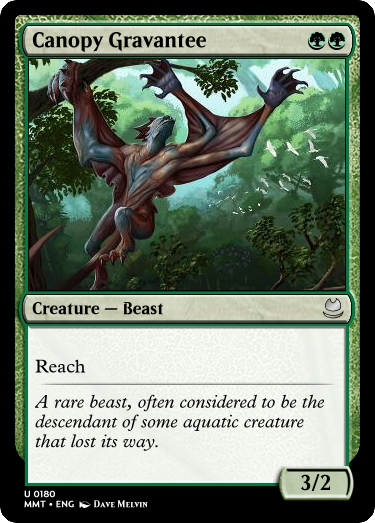 Canopy Gravantee
Creature — Beast
Reach
A rare beast, often considered to be the
descendant of some aquatic creature
that lost its way.
3/2
U 0180
MMT • ENG Dave Melvin